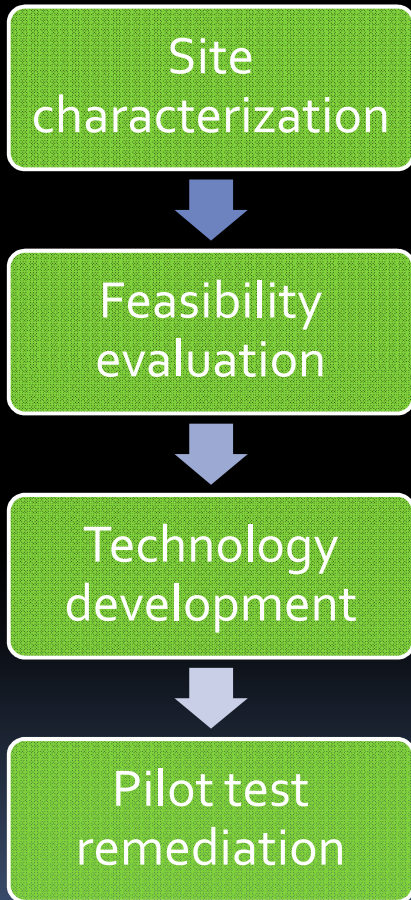 Site
characterization
Feasibility
evaluation
Technology
development
Pilot test
remediation